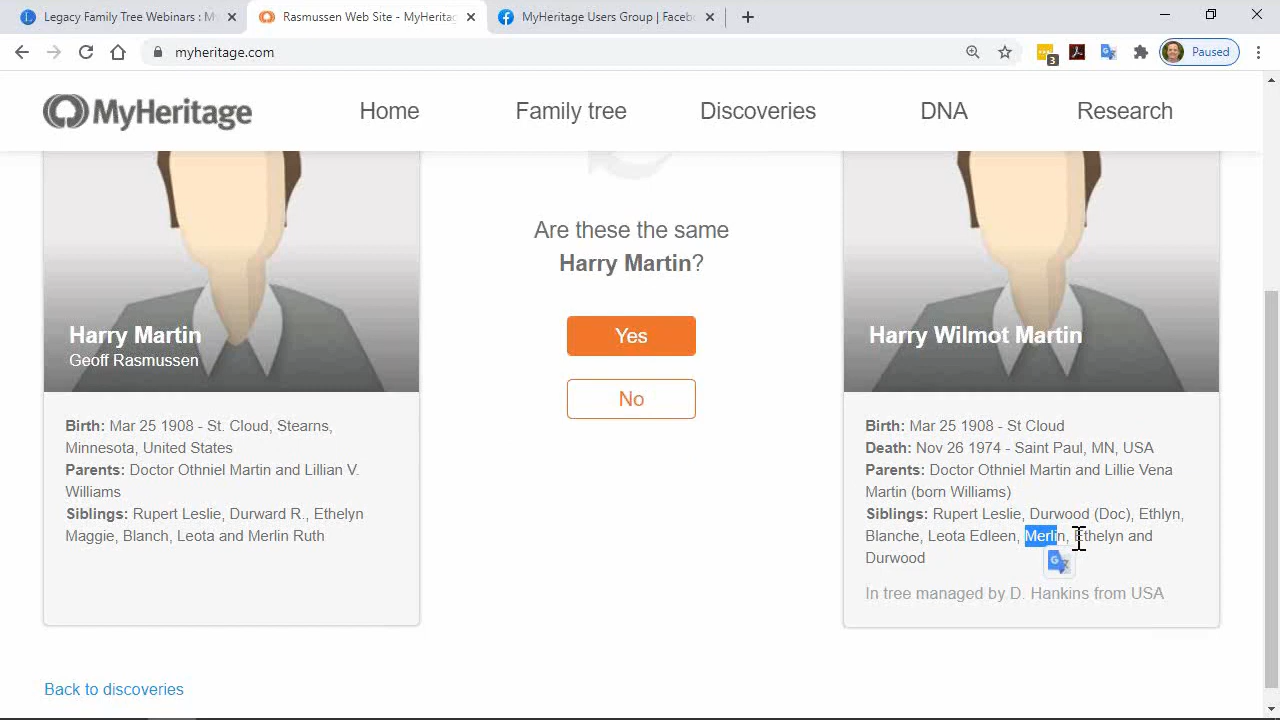 Legacy Family Tree Webinars : My
Rasmussen Web Site - MyHeritag
MyHeritage Users Group | Facebo
myheritage.com
3
Paused
MyHeritage
Home
Family tree
Discoveries
DNA
Research
Harry Martin
Geoff Rasmussen
Birth: Mar 25 1908 - St. Cloud, Stearns,
Minnesota, United States
Parents: Doctor Othniel Martin and Lillian V.
Williams
Siblings: Rupert Leslie, Durward R., Ethelyn
Maggie, Blanch, Leota and Merlin Ruth
Are these the same
Harry Martin?
Yes
No
Harry Wilmot Martin
Birth: Mar 25 1908 - St Cloud
Death: Nov 26 1974 - Saint Paul, MN, USA
Parents: Doctor Othniel Martin and Lillie Vena
Martin (born Williams)
Siblings: Rupert Leslie, Durwood (Doc), Ethlyn,
Blanche, Leota Edleen, Merlin, Ethelyn and
Durwood
In tree managed by D. Hankins from USA
Back to discoveries